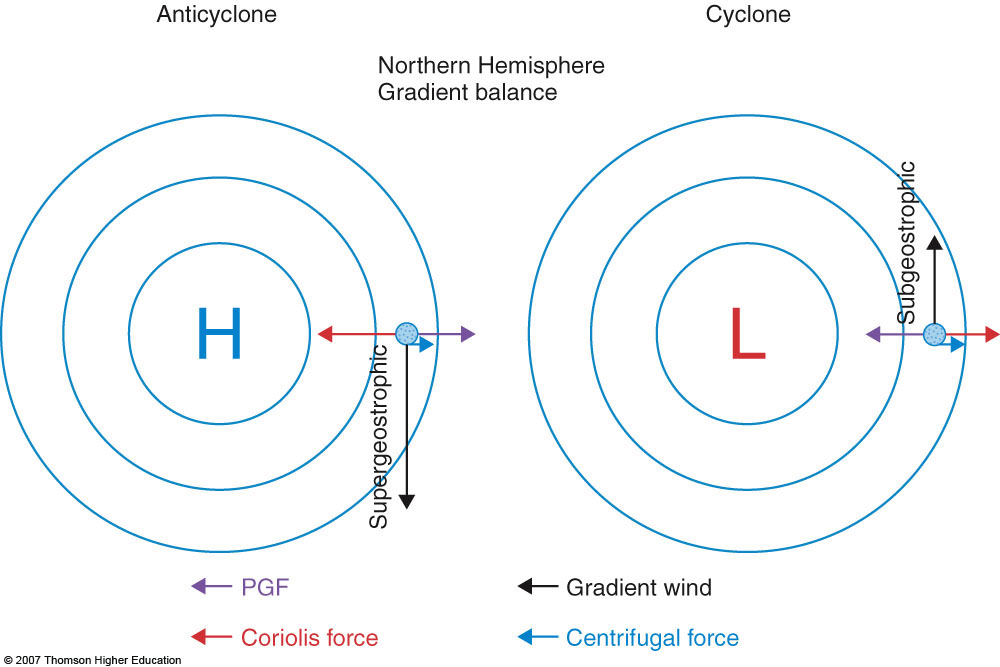 Anticyclone
Cyclone
Northern Hemisphere
Gradient balance
H
L
Supergeostrophic
Subgeostrophic
PGF
Gradient wind
Coriolis force
Centrifugal force
© 2007 Thomson Higher Education